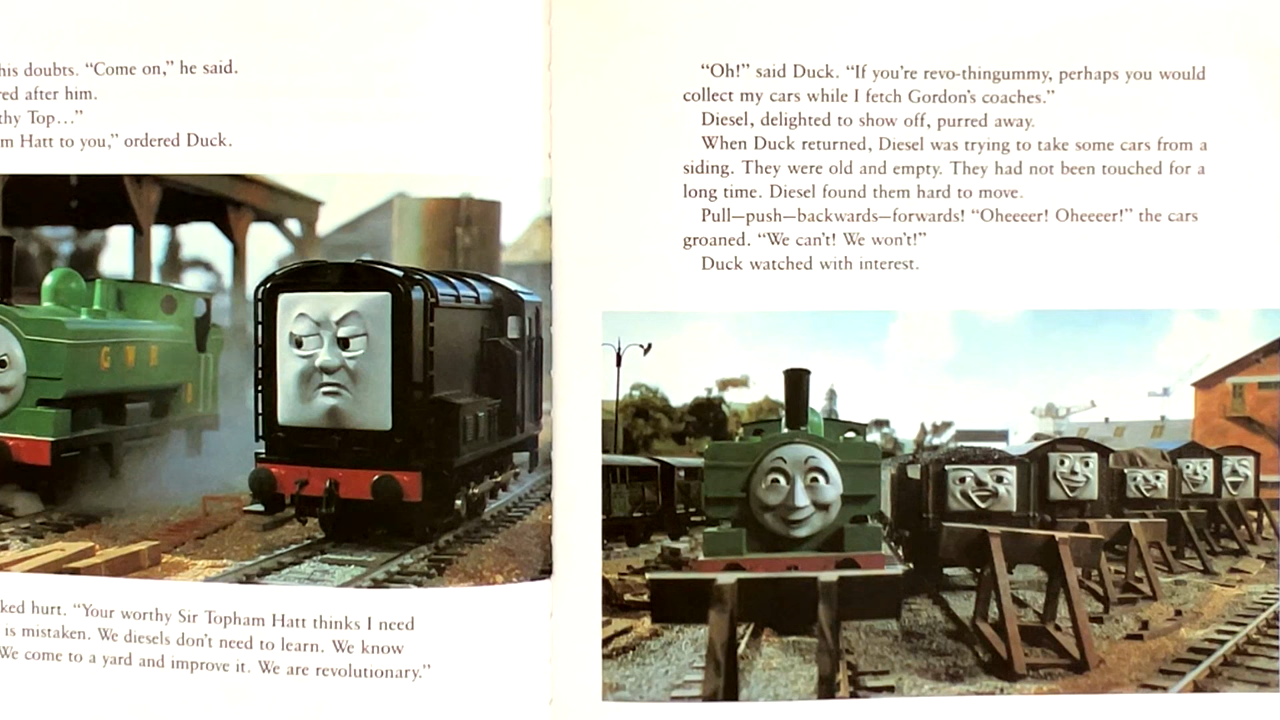 his doubts. “Come on,” he said.
red after him.
thy Top…”
m Hatt to you,” ordered Duck.
G W R
ked hurt. “Your worthy Sir Topham Hatt thinks I need
is mistaken. We diesels don’t need to learn. We know
We come to a yard and improve it. We are revolutionary.”
“Oh!” said Duck. “If you’re revo-thingummy, perhaps you would
collect my cars while I fetch Gordon’s coaches.”
Diesel, delighted to show off, purred away.
When Duck returned, Diesel was trying to take some cars from a
siding. They were old and empty. They had not been touched for a
long time. Diesel found them hard to move.
Pull—push—backwards—forwards! “Oheeeer! Oheeeer!” the cars
groaned. “We can’t! We won’t!”
Duck watched with interest.